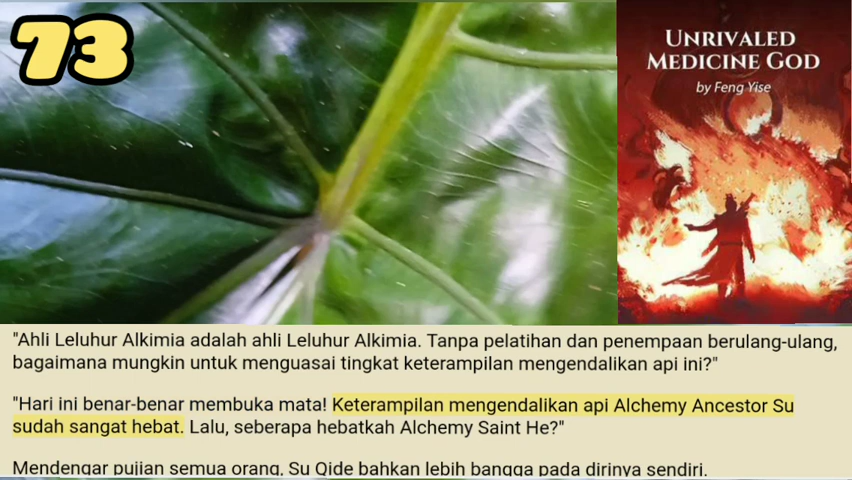 73
UNRIVALED
MEDICINE GOD
by Feng Yise
"Ahli Leluhur Alkimia adalah ahli Leluhur Alkimia. Tanpa pelatihan dan penempaan berulang-ulang,
bagaimana mungkin untuk menguasai tingkat keterampilan mengendalikan api ini?"
"Hari ini benar-benar membuka mata! Keterampilan mengendalikan api Alchemy Ancestor Su
sudah sangat hebat. Lalu, seberapa hebatkah Alchemy Saint He?"
Mendengar pujian semua orang, Su Qide bahkan lebih bangga pada dirinya sendiri.